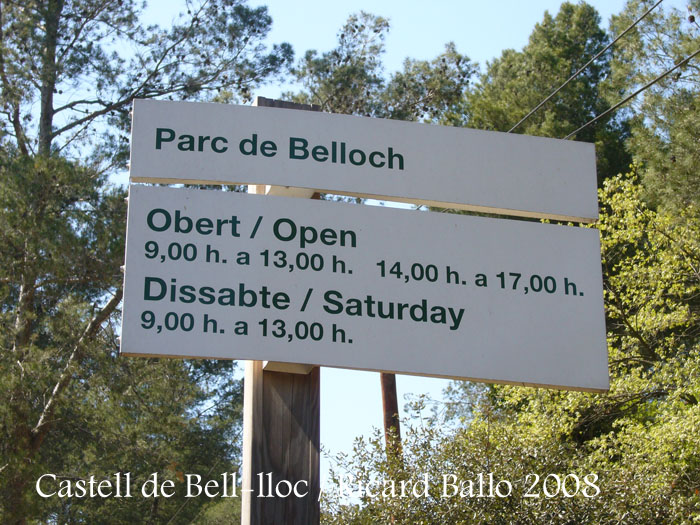 Parc de Belloch
Obert / Open
9,00 h. a 13,00 h. 14,00 h. a 17,00 h.
Dissabte / Saturday
9,00 h. a 13,00 h.
Castell de Bell-lloc / Ricard Ballo 2008